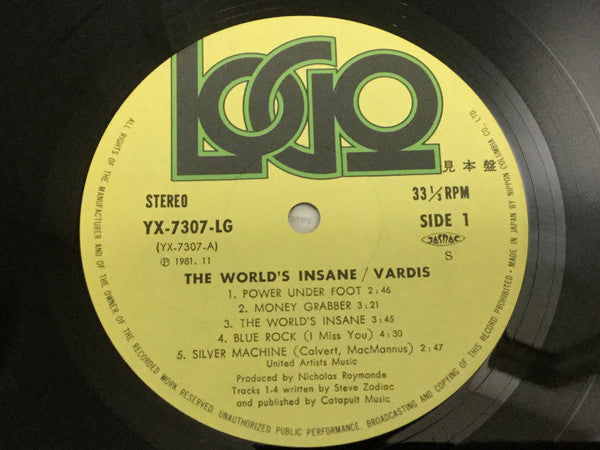 LOGO
見本盤
STEREO
33 1/3 RPM
YX-7307-LG
SIDE 1
(YX-7307-A)
JASRAC
Ⓟ 1981. 11
S
THE WORLD'S INSANE / VARDIS
1. POWER UNDER FOOT 2:46
2. MONEY GRABBER 3:21
3. THE WORLD'S INSANE 3:45
4. BLUE ROCK (I Miss You) 4:30
5. SILVER MACHINE (Calvert, MacMannus) 2:47
United Artists Music
Produced by Nicholas Raymonde
Tracks 1-4 written by Steve Zodiac
and published by Catapult Music
ALL RIGHTS OF THE MANUFACTURER AND OF THE OWNER OF THE RECORDED WORK RESERVED UNAUTHORIZED PUBLIC PERFORMANCE, BROADCASTING AND COPYING OF THIS RECORD PROHIBITED • MADE IN JAPAN BY NIPPON COLUMBIA CO., LTD.